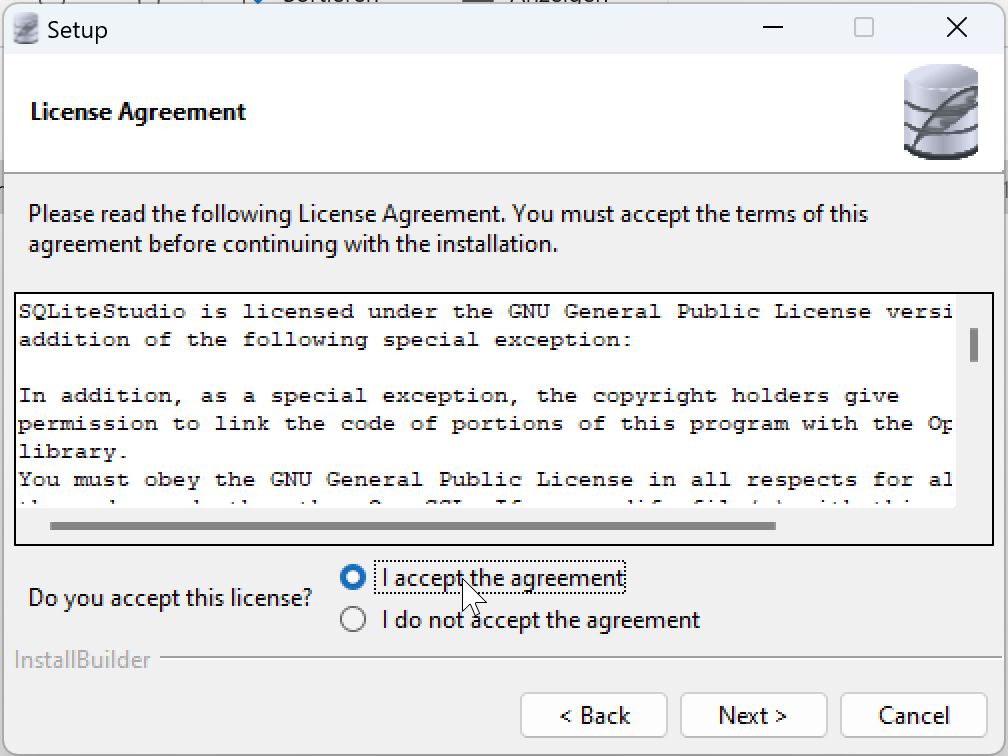 Sortieren
Anzeigen
Setup
License Agreement
Please read the following License Agreement. You must accept the terms of this
agreement before continuing with the installation.
SQLiteStudio is licensed under the GNU General Public License versi
addition of the following special exception:
In addition, as a special exception, the copyright holders give
permission to link the code of portions of this program with the Op
library.
You must obey the GNU General Public License in all respects for al
Do you accept this license?
I accept the agreement
I do not accept the agreement
InstallBuilder
< Back
Next >
Cancel